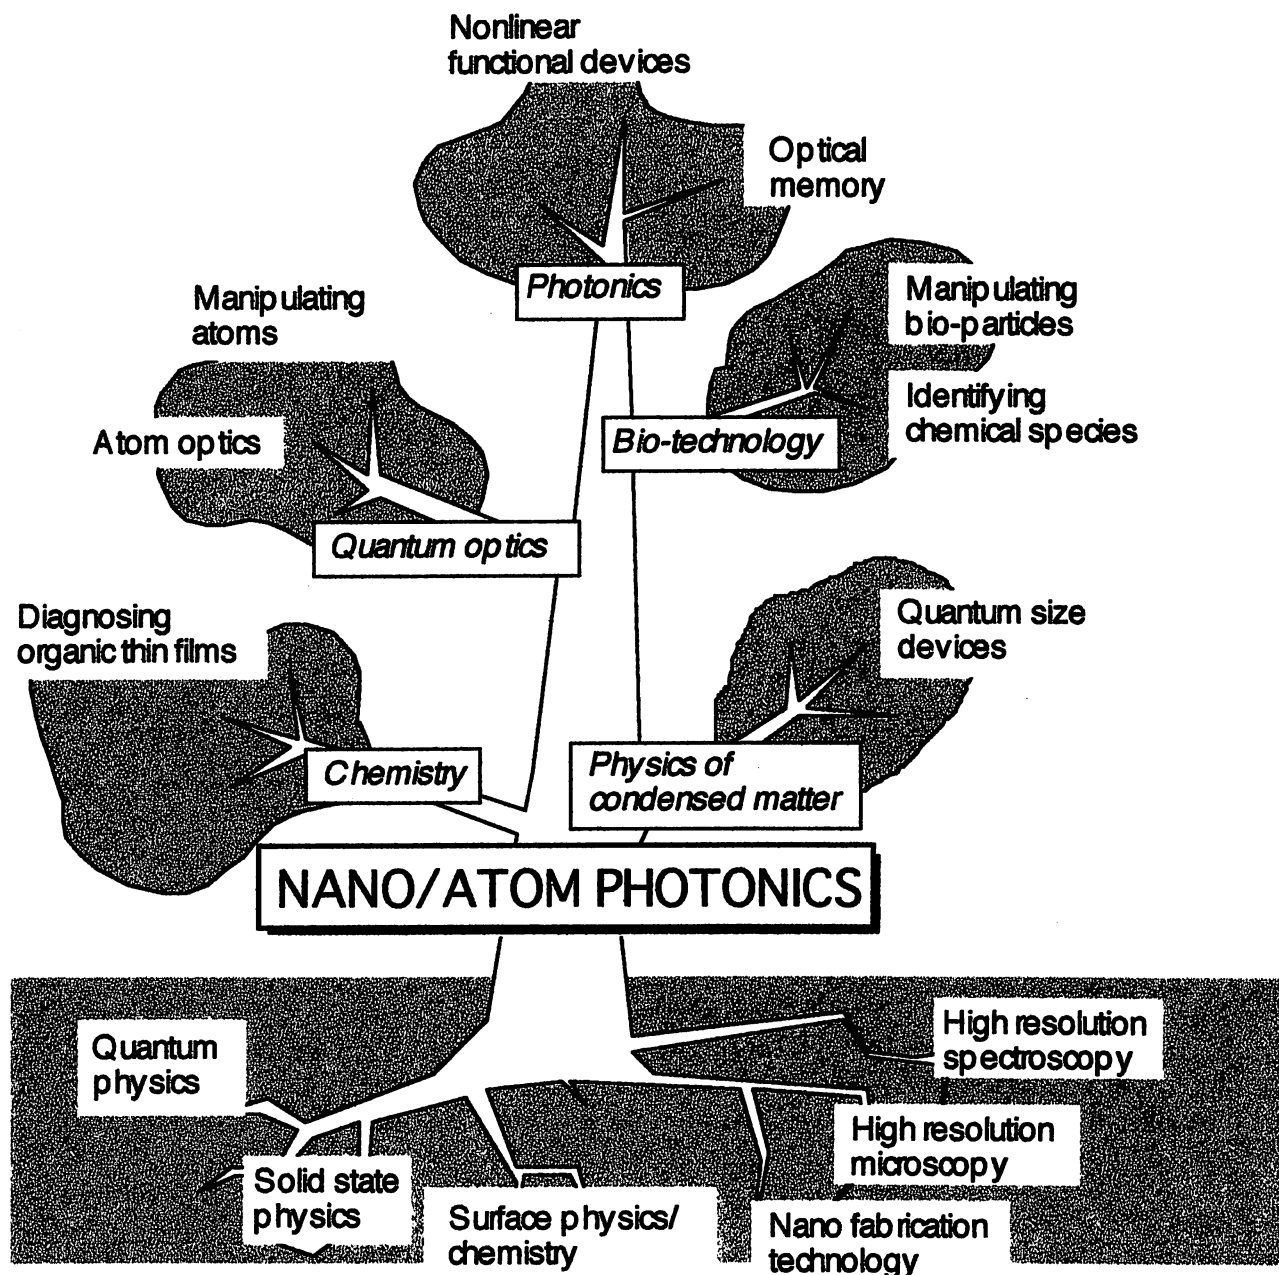 Nonlinear
functional devices
Optical
memory
Photonics
Manipulating
atoms
Manipulating
bio-particles
Atom optics
Identifying
chemical species
Bio-technology
Quantum optics
Diagnosing
organic thin films
Quantum size
devices
Chemistry
Physics of
condensed matter
NANO/ATOM PHOTONICS
Quantum
physics
High resolution
spectroscopy
High resolution
microscopy
Solid state
physics
Surface physics/
chemistry
Nano fabrication
technology